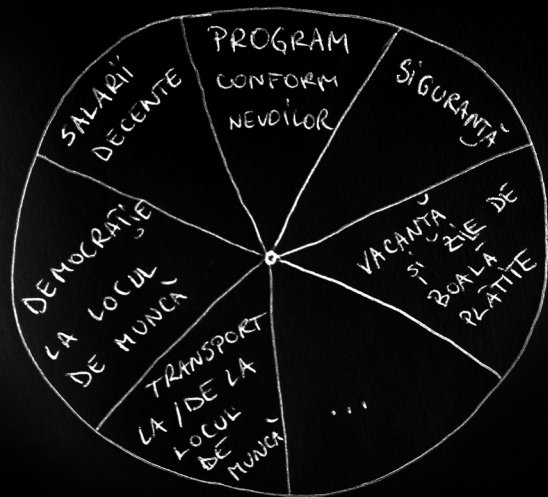 SALARII
DECENTE
PROGRAM
CONFORM
NEVOILOR
SIGURANȚĂ
VACANȚĂ
ȘI ZILE DE
BOALĂ
PLĂTITE
...
TRANSPORT
LA / DE LA
LOCUL
DE
MUNCĂ
DEMOCRAȚIE
LA LOCUL
DE MUNCĂ